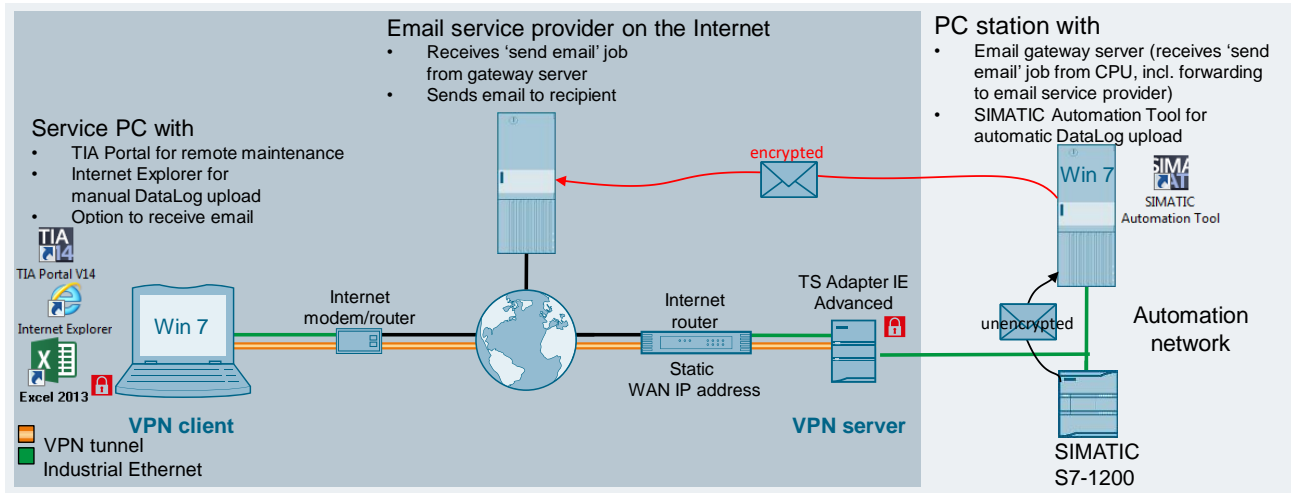 Email service provider on the Internet
• Receives ‘send email’ job
from gateway server
• Sends email to recipient
PC station with
• Email gateway server (receives ‘send
email’ job from CPU, incl. forwarding
to email service provider)
• SIMATIC Automation Tool for
automatic DataLog upload
Service PC with
• TIA Portal for remote maintenance
• Internet Explorer for
manual DataLog upload
• Option to receive email
encrypted
Win 7
SIMA
AT
SIMATIC
Automation Tool
TIA
14
TIA Portal V14
Internet Explorer
X
Excel 2013
Win 7
Internet
modem/router
Internet
router
Static
WAN IP address
TS Adapter IE
Advanced
unencrypted
Automation
network
VPN client
VPN server
VPN tunnel
Industrial Ethernet
SIMATIC
S7-1200